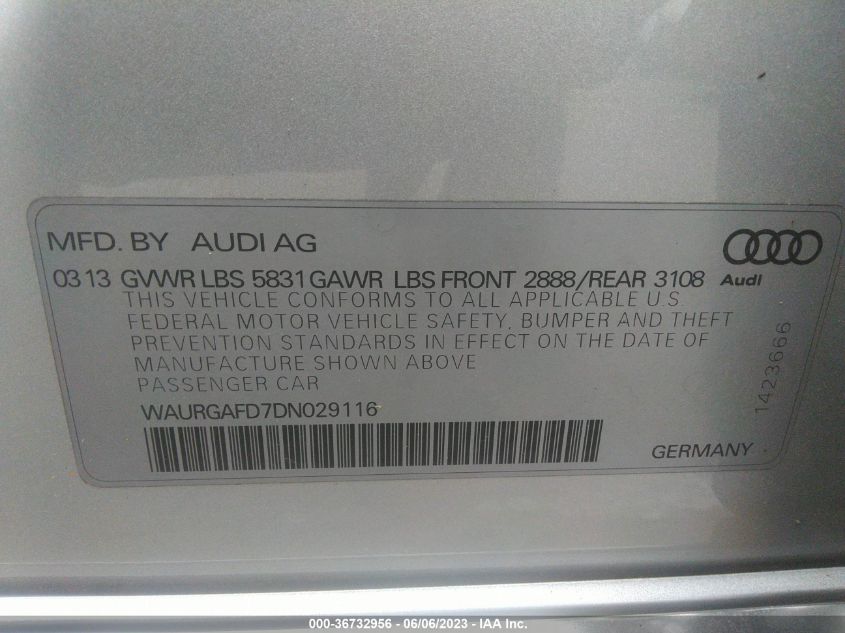 MFD. BY AUDI AG
Audi
03 13 GVWR LBS 5831 GAWR LBS FRONT 2888/REAR 3108
THIS VEHICLE CONFORMS TO ALL APPLICABLE U.S.
FEDERAL MOTOR VEHICLE SAFETY, BUMPER AND THEFT
PREVENTION STANDARDS IN EFFECT ON THE DATE OF
MANUFACTURE SHOWN ABOVE
PASSENGER CAR
WAURGAFD7DN029116
GERMANY
1423666
000-36732956 - 06/06/2023 - IAA Inc.